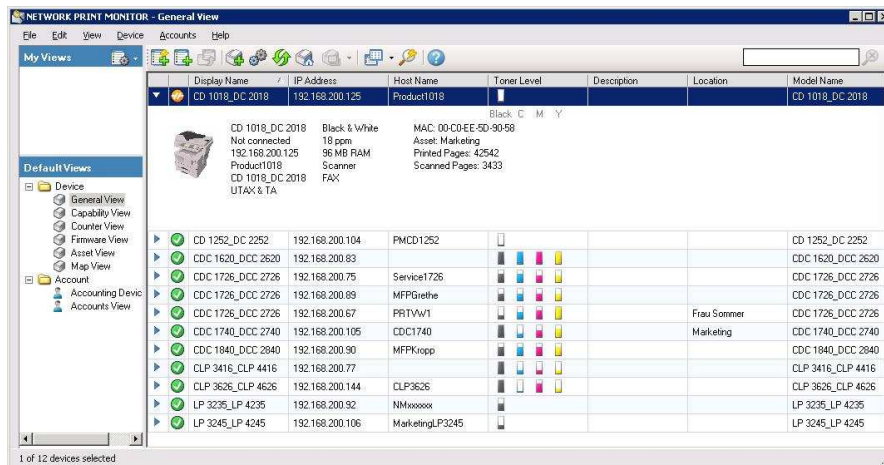 NETWORK PRINT MONITOR - General View
File Edit View Device Accounts Help
My Views
Display Name IP Address Host Name Toner Level Description Location Model Name
CD 1018_DC 2018 192.168.200.125 Product1018 CD 1018_DC 2018
Black C M Y
CD 1018_DC 2018 Black & White MAC: 00-C0-EE-5D-90-58
Not connected 18 ppm Asset: Marketing
192.168.200.125 96 MB RAM Printed Pages: 42542
Product1018 Scanner Scanned Pages: 3433
CD 1018_DC 2018 FAX
UTAX & TA
Default Views
Device
General View
Capability View
Counter View
Firmware View
Asset View
Map View
Account
Accounting Devic
Accounts View
CD 1252_DC 2252 192.168.200.104 PMCD1252 CD 1252_DC 2252
CDC 1620_DCC 2620 192.168.200.83 CDC 1620_DCC 2620
CDC 1726_DCC 2726 192.168.200.75 Service1726 CDC 1726_DCC 2726
CDC 1726_DCC 2726 192.168.200.89 MFPGrethe CDC 1726_DCC 2726
CDC 1726_DCC 2726 192.168.200.67 PRTVW1 Frau Sommer CDC 1726_DCC 2726
CDC 1740_DCC 2740 192.168.200.105 CDC1740 Marketing CDC 1740_DCC 2740
CDC 1840_DCC 2840 192.168.200.90 MFPKropp CDC 1840_DCC 2840
CLP 3416_CLP 4416 192.168.200.77 CLP 3416_CLP 4416
CLP 3626_CLP 4626 192.168.200.144 CLP3626 CLP 3626_CLP 4626
LP 3235_LP 4235 192.168.200.92 NMxxxxxx LP 3235_LP 4235
LP 3245_LP 4245 192.168.200.106 MarketingLP3245 LP 3245_LP 4245
1 of 12 devices selected